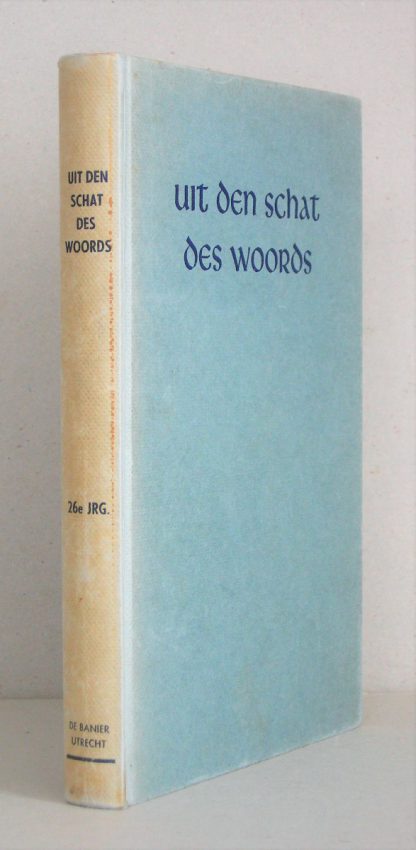 UIT DEN
SCHAT
DES
WOORDS
26e JRG.
DE BANIER
UTRECHT
uit den schat
des woords